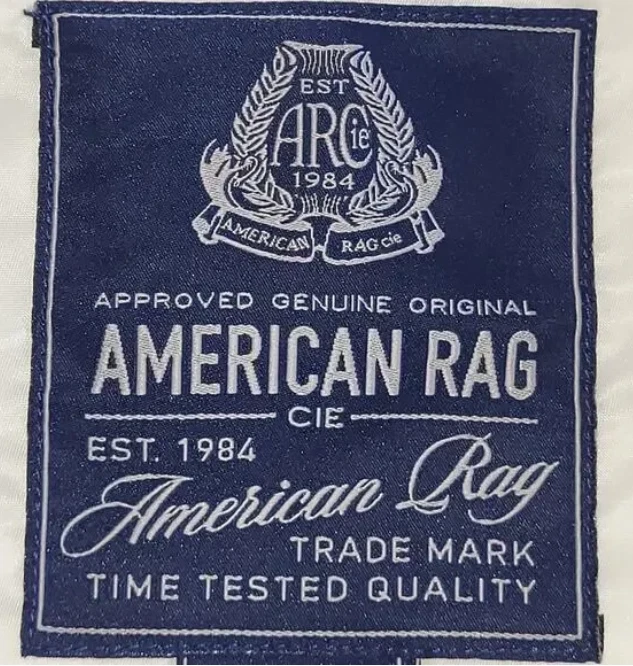 EST
ARCie
1984
AMERICAN RAG cie
APPROVED GENUINE ORIGINAL
AMERICAN RAG
CIE
EST. 1984
American Rag
TRADE MARK
TIME TESTED QUALITY